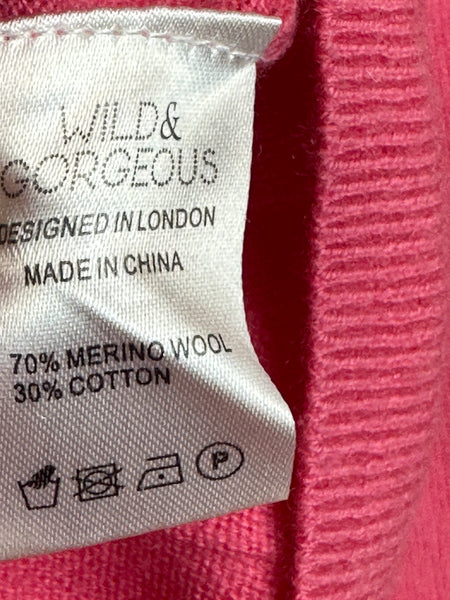 WILD&
GORGEOUS
DESIGNED IN LONDON
MADE IN CHINA
70% MERINO WOOL
30% COTTON
P